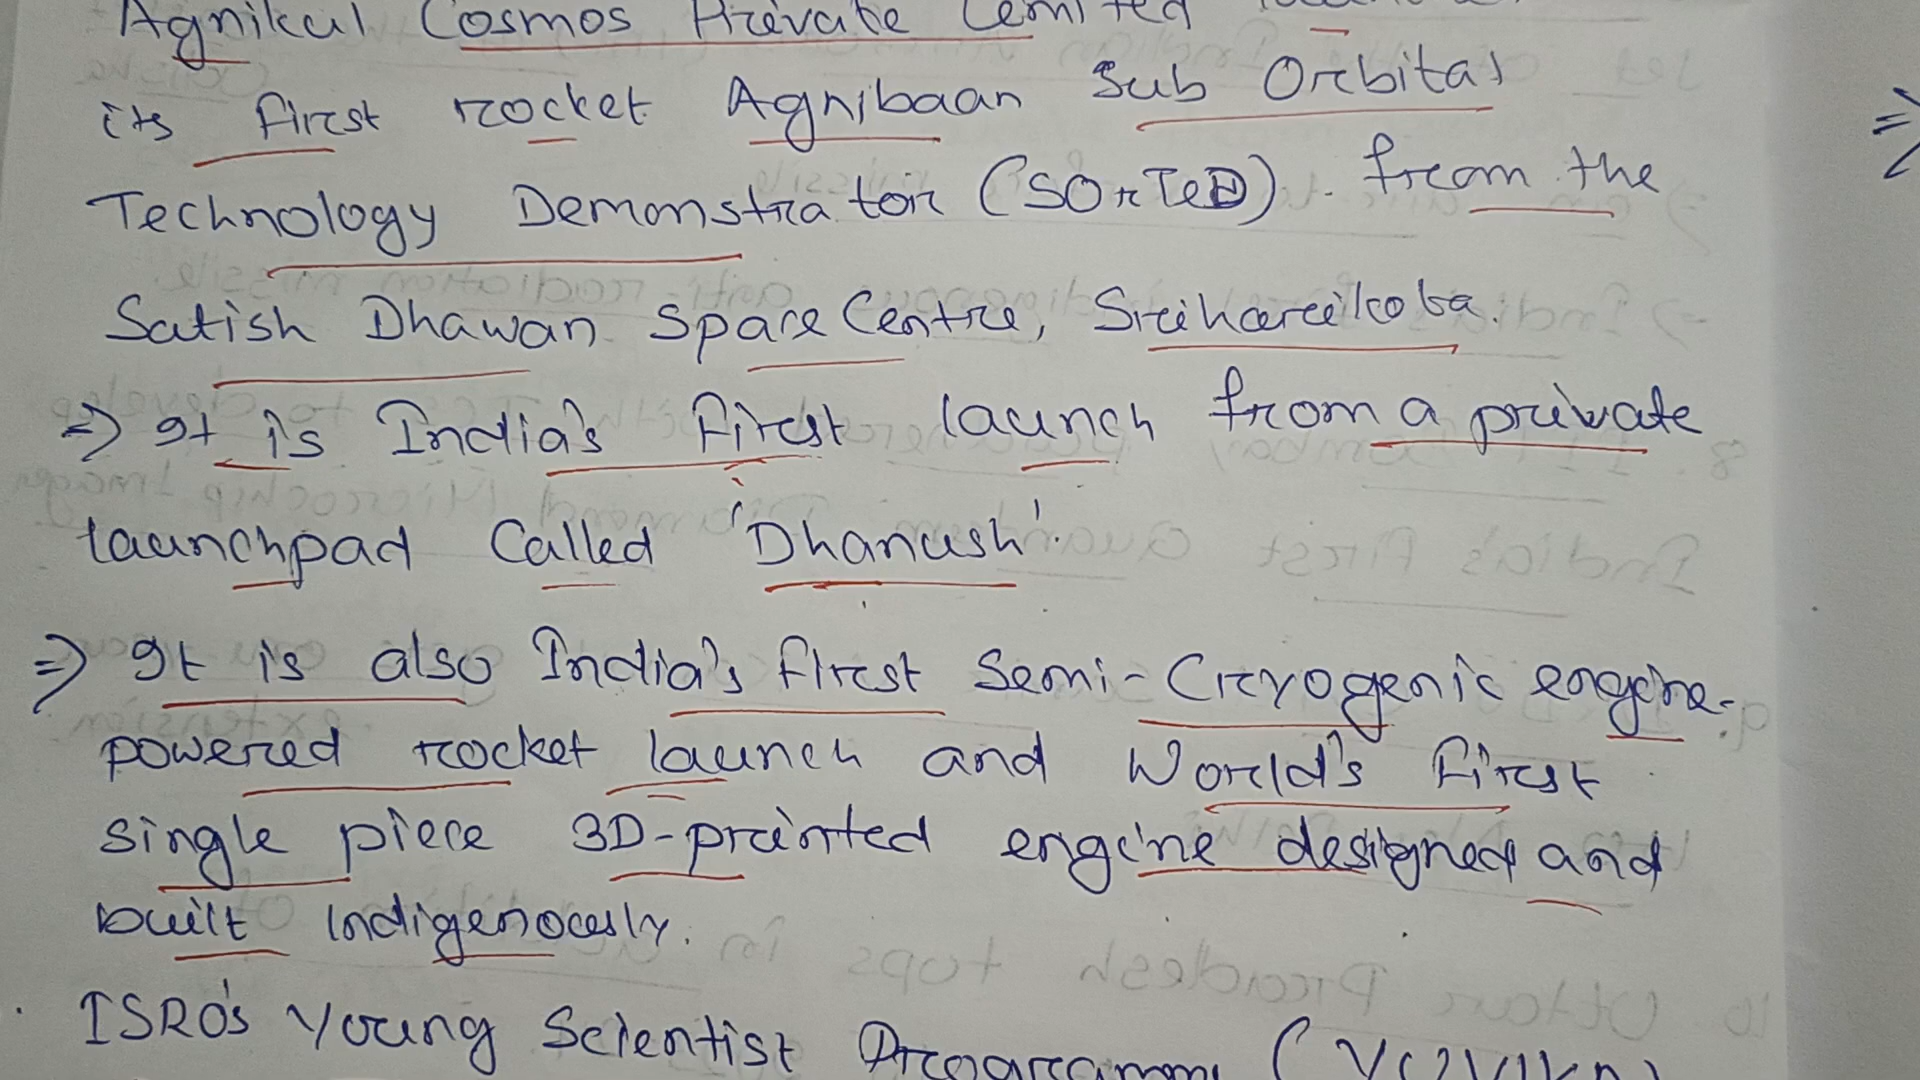 Agnikul Cosmos Private Limited
its first rocket Agnibaan Sub Orbital
Technology Demonstrator (SOrTeD). from the
Satish Dhawan Space Centre, Sriharikota.
=> It is India's First launch from a private
launchpad Called 'Dhanush'.
=> It is also India's first Semi-Cryogenic engine-
powered rocket launch and World's First
single piece 3D-printed engine designed and
built Indigenously.
ISRO's Young Scientist Programme (
=>